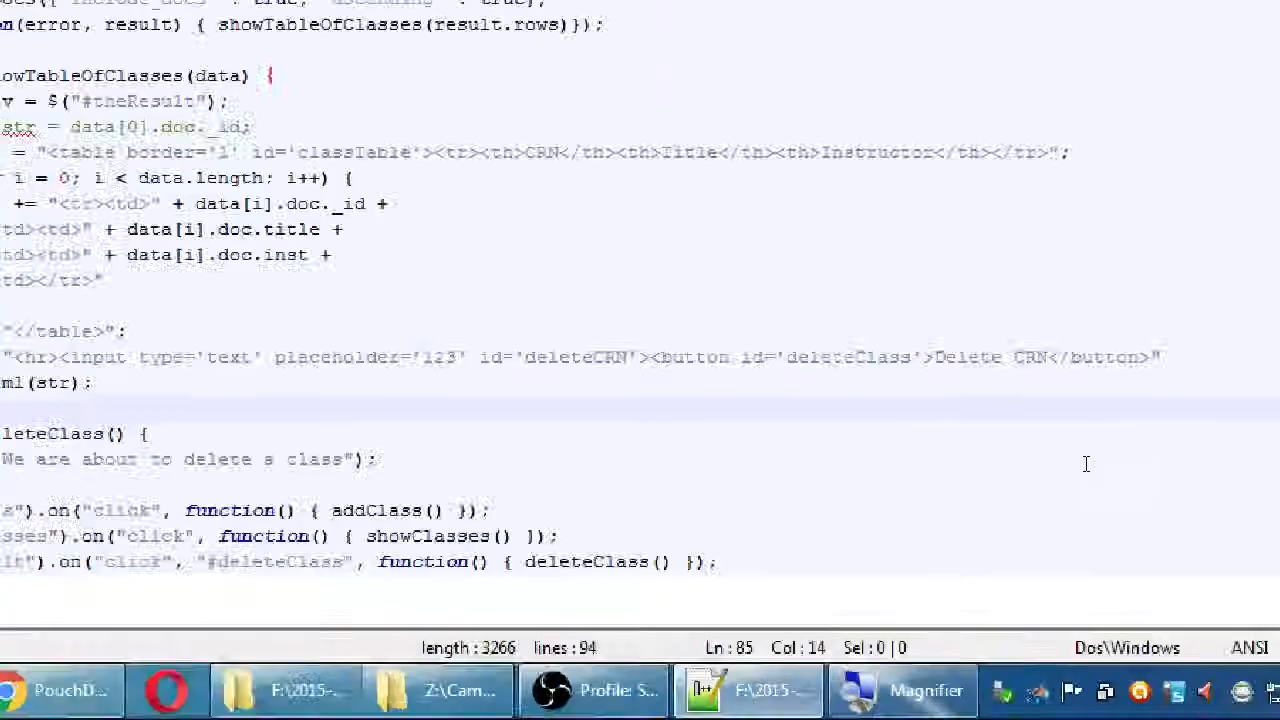 n(error, result) { showTableOfClasses(result.rows)});
owTableOfClasses(data) {
v = $("#theResult");
str = data[0].doc._id;
= "<table border='1' id='classTable'><tr><th>CRN</th><th>Title</th><th>Instructor</th></tr>";
i = 0; i < data.length; i++) {
+= "<tr><td>" + data[i].doc._id +
td><td>" + data[i].doc.title +
td><td>" + data[i].doc.inst +
td></tr>"
"</table>";
"<hr><input type='text' placeholder='123' id='deleteCRN'><button id='deleteClass'>Delete CRN</button>"
ml(str);
leteClass() {
We are about to delete a class");
s").on("click", function() { addClass() });
sses").on("click", function() { showClasses() });
lt").on("click", "#deleteClass", function() { deleteClass() });
length : 3266 lines : 94 Ln : 85 Col : 14 Sel : 0 | 0 Dos\Windows ANSI
PouchD... F:\2015-... Z:\Cam... Profile: S... F:\2015-... Magnifier